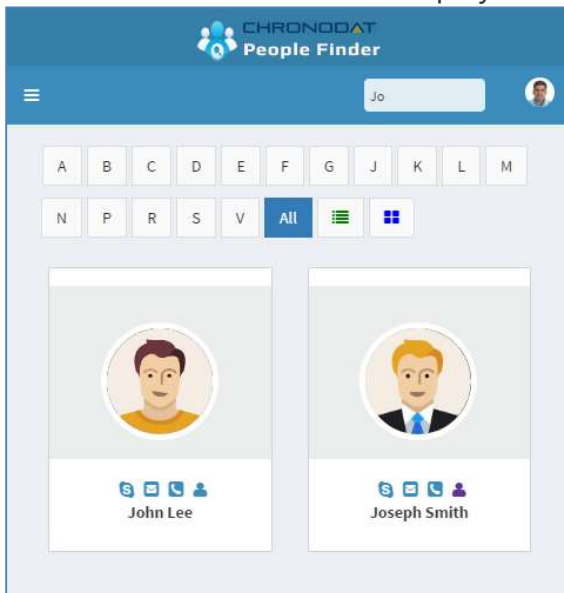 CHRONODAT
People Finder
Jo
A B C D E F G J K L M
N P R S V All
John Lee Joseph Smith